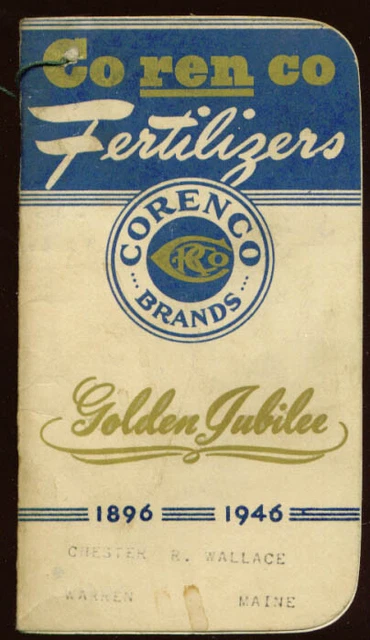 Co ren co
Fertilizers
CORENCO
CRCo
...BRANDS...
Golden Jubilee
1896 1946
CHESTER R. WALLACE
WARREN MAINE